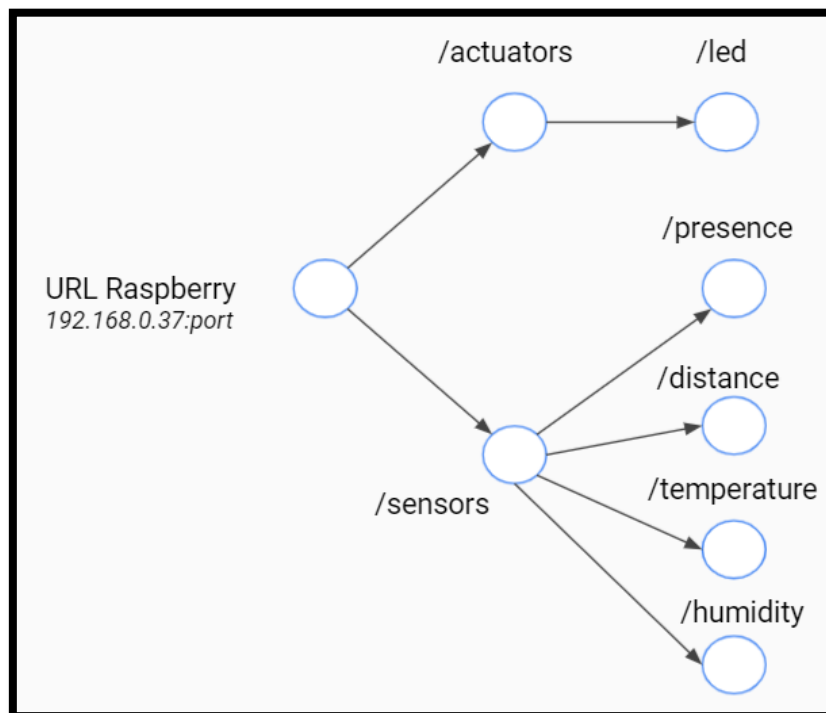 /actuators
/led
/presence
URL Raspberry
192.168.0.37:port
/distance
/temperature
/sensors
/humidity